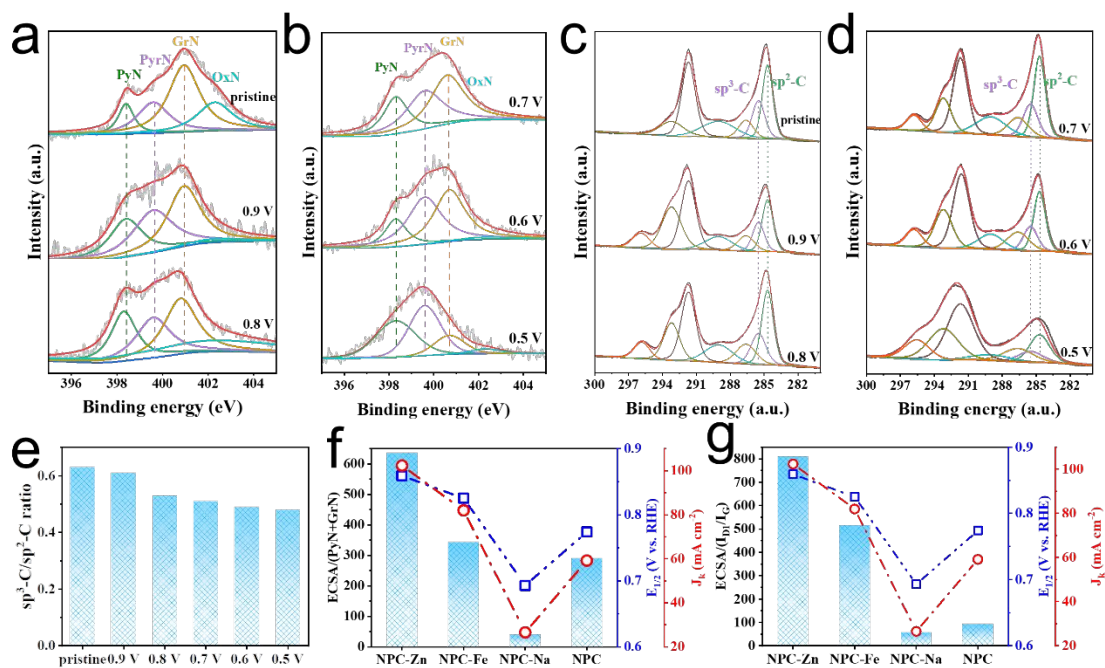 a
PyN
PyrN
GrN
OxN
pristine
0.9 V
0.8 V
Intensity (a.u.)
396 398 400 402 404
Binding energy (eV)
b
PyN
PyrN
GrN
OxN
0.7 V
0.6 V
0.5 V
Intensity (a.u.)
396 398 400 402 404
Binding energy (eV)
c
sp³-C
sp²-C
pristine
0.9 V
0.8 V
Intensity (a.u.)
300 297 294 291 288 285 282
Binding energy (a.u.)
d
sp³-C
sp²-C
0.7 V
0.6 V
0.5 V
Intensity (a.u.)
300 297 294 291 288 285 282
Binding energy (a.u.)
e
sp³-C/sp²-C ratio
0.6
0.4
0.2
0.0
pristine 0.9 V 0.8 V 0.7 V 0.6 V 0.5 V
f
ECSA/(PyN+GrN)
600
500
400
300
200
100
0
NPC-Zn NPC-Fe NPC-Na NPC
0.9
0.8
0.7
0.6
E1/2 (V vs. RHE)
100
80
60
40
20
Jk (mA cm⁻²)
g
ECSA/(ID1/IG)
800
700
600
500
400
300
200
100
0
NPC-Zn NPC-Fe NPC-Na NPC
0.9
0.8
0.7
0.6
E1/2 (V vs. RHE)
100
80
60
40
20
Jk (mA cm⁻²)